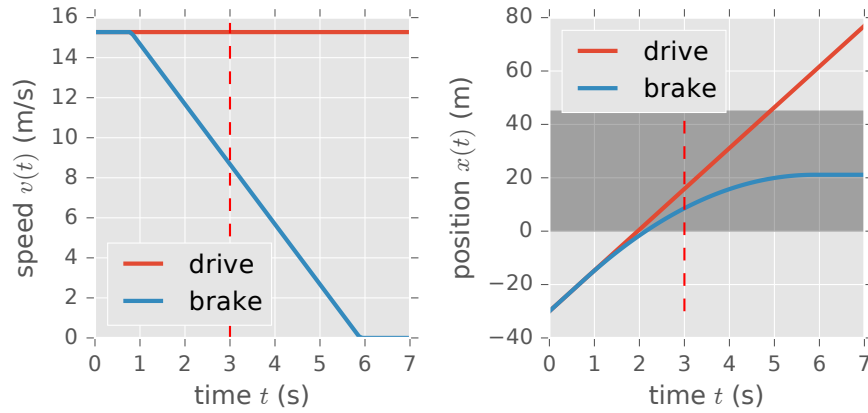 16
14
12
10
8
6
4
2
0
speed v(t) (m/s)
drive
brake
0 1 2 3 4 5 6 7
time t (s)
80
60
40
20
0
−20
−40
position x(t) (m)
drive
brake
0 1 2 3 4 5 6 7
time t (s)